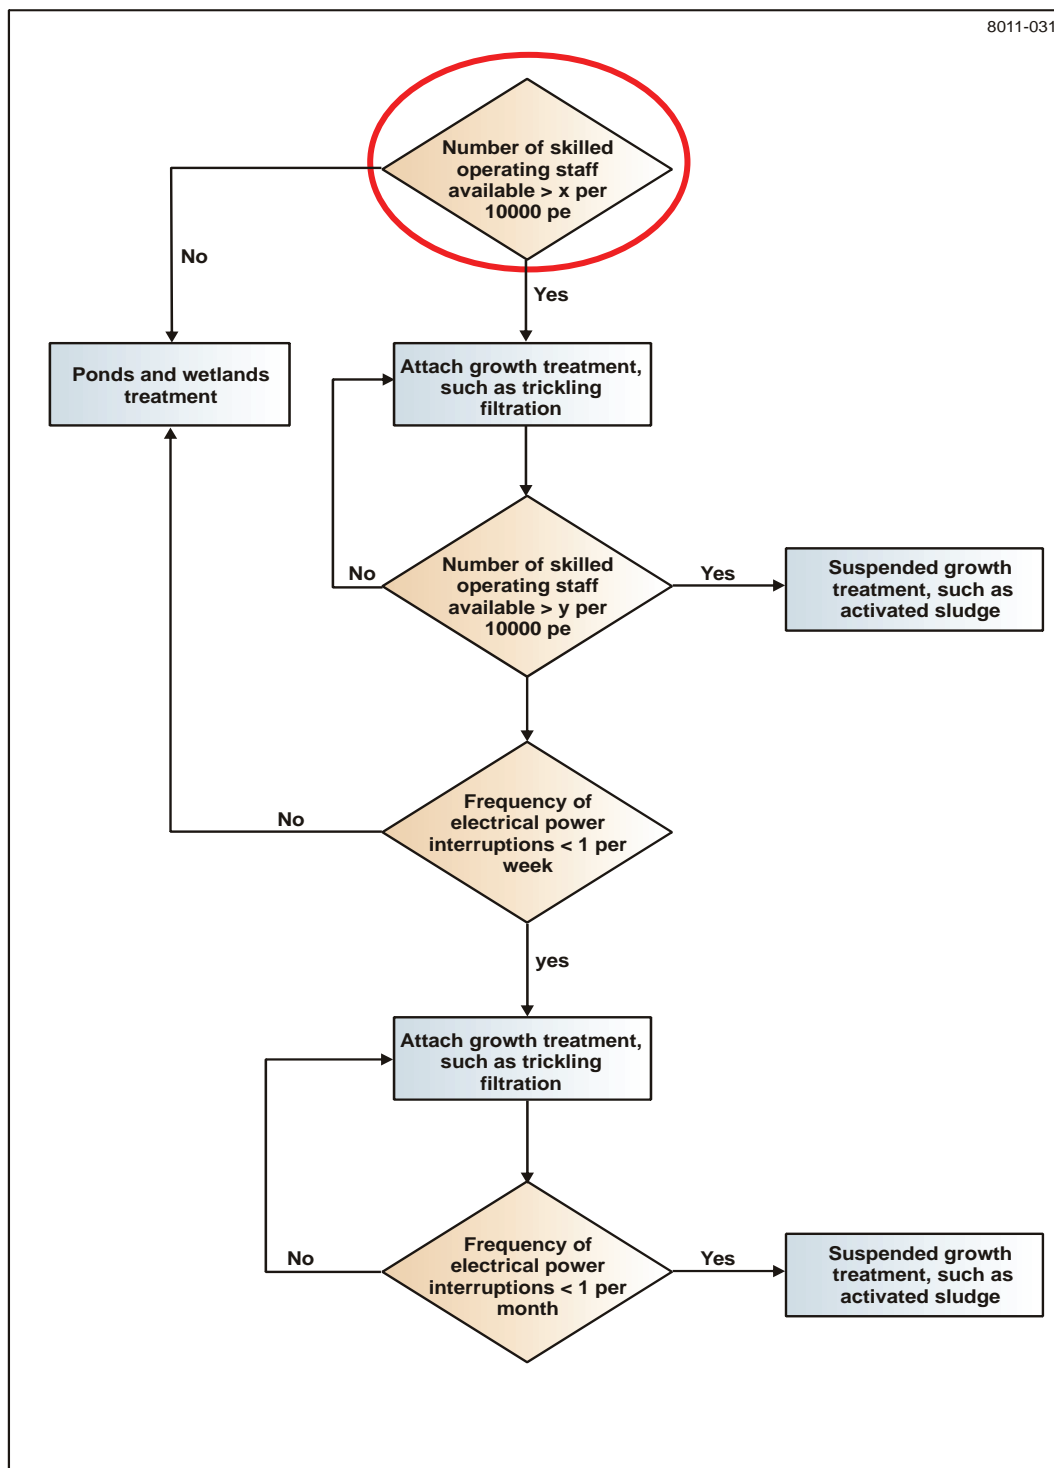 8011-031
Number of skilled
operating staff
available > x per
10000 pe
No
Yes
Ponds and wetlands
treatment
Attach growth treatment,
such as trickling
filtration
Number of skilled
operating staff
available > y per
10000 pe
No
Yes
Suspended growth
treatment, such as
activated sludge
Frequency of
electrical power
interruptions < 1 per
week
No
yes
Attach growth treatment,
such as trickling
filtration
Frequency of
electrical power
interruptions < 1 per
month
No
Yes
Suspended growth
treatment, such as
activated sludge